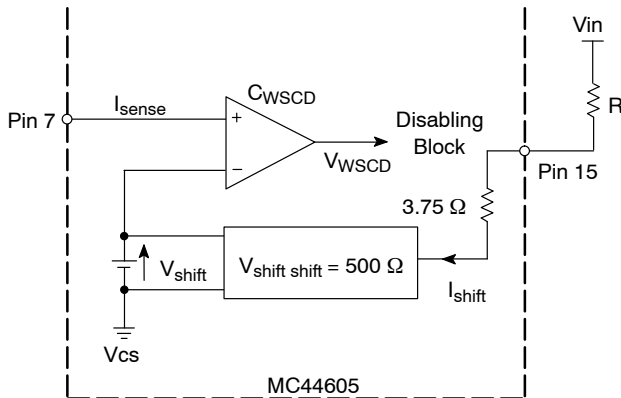 Vin
R
CWSCD
Isense
Pin 7
+
−
Disabling
Block
VWSCD
Pin 15
3.75 Ω
Vshift shift = 500 Ω
Vshift
Ishift
Vcs
MC44605